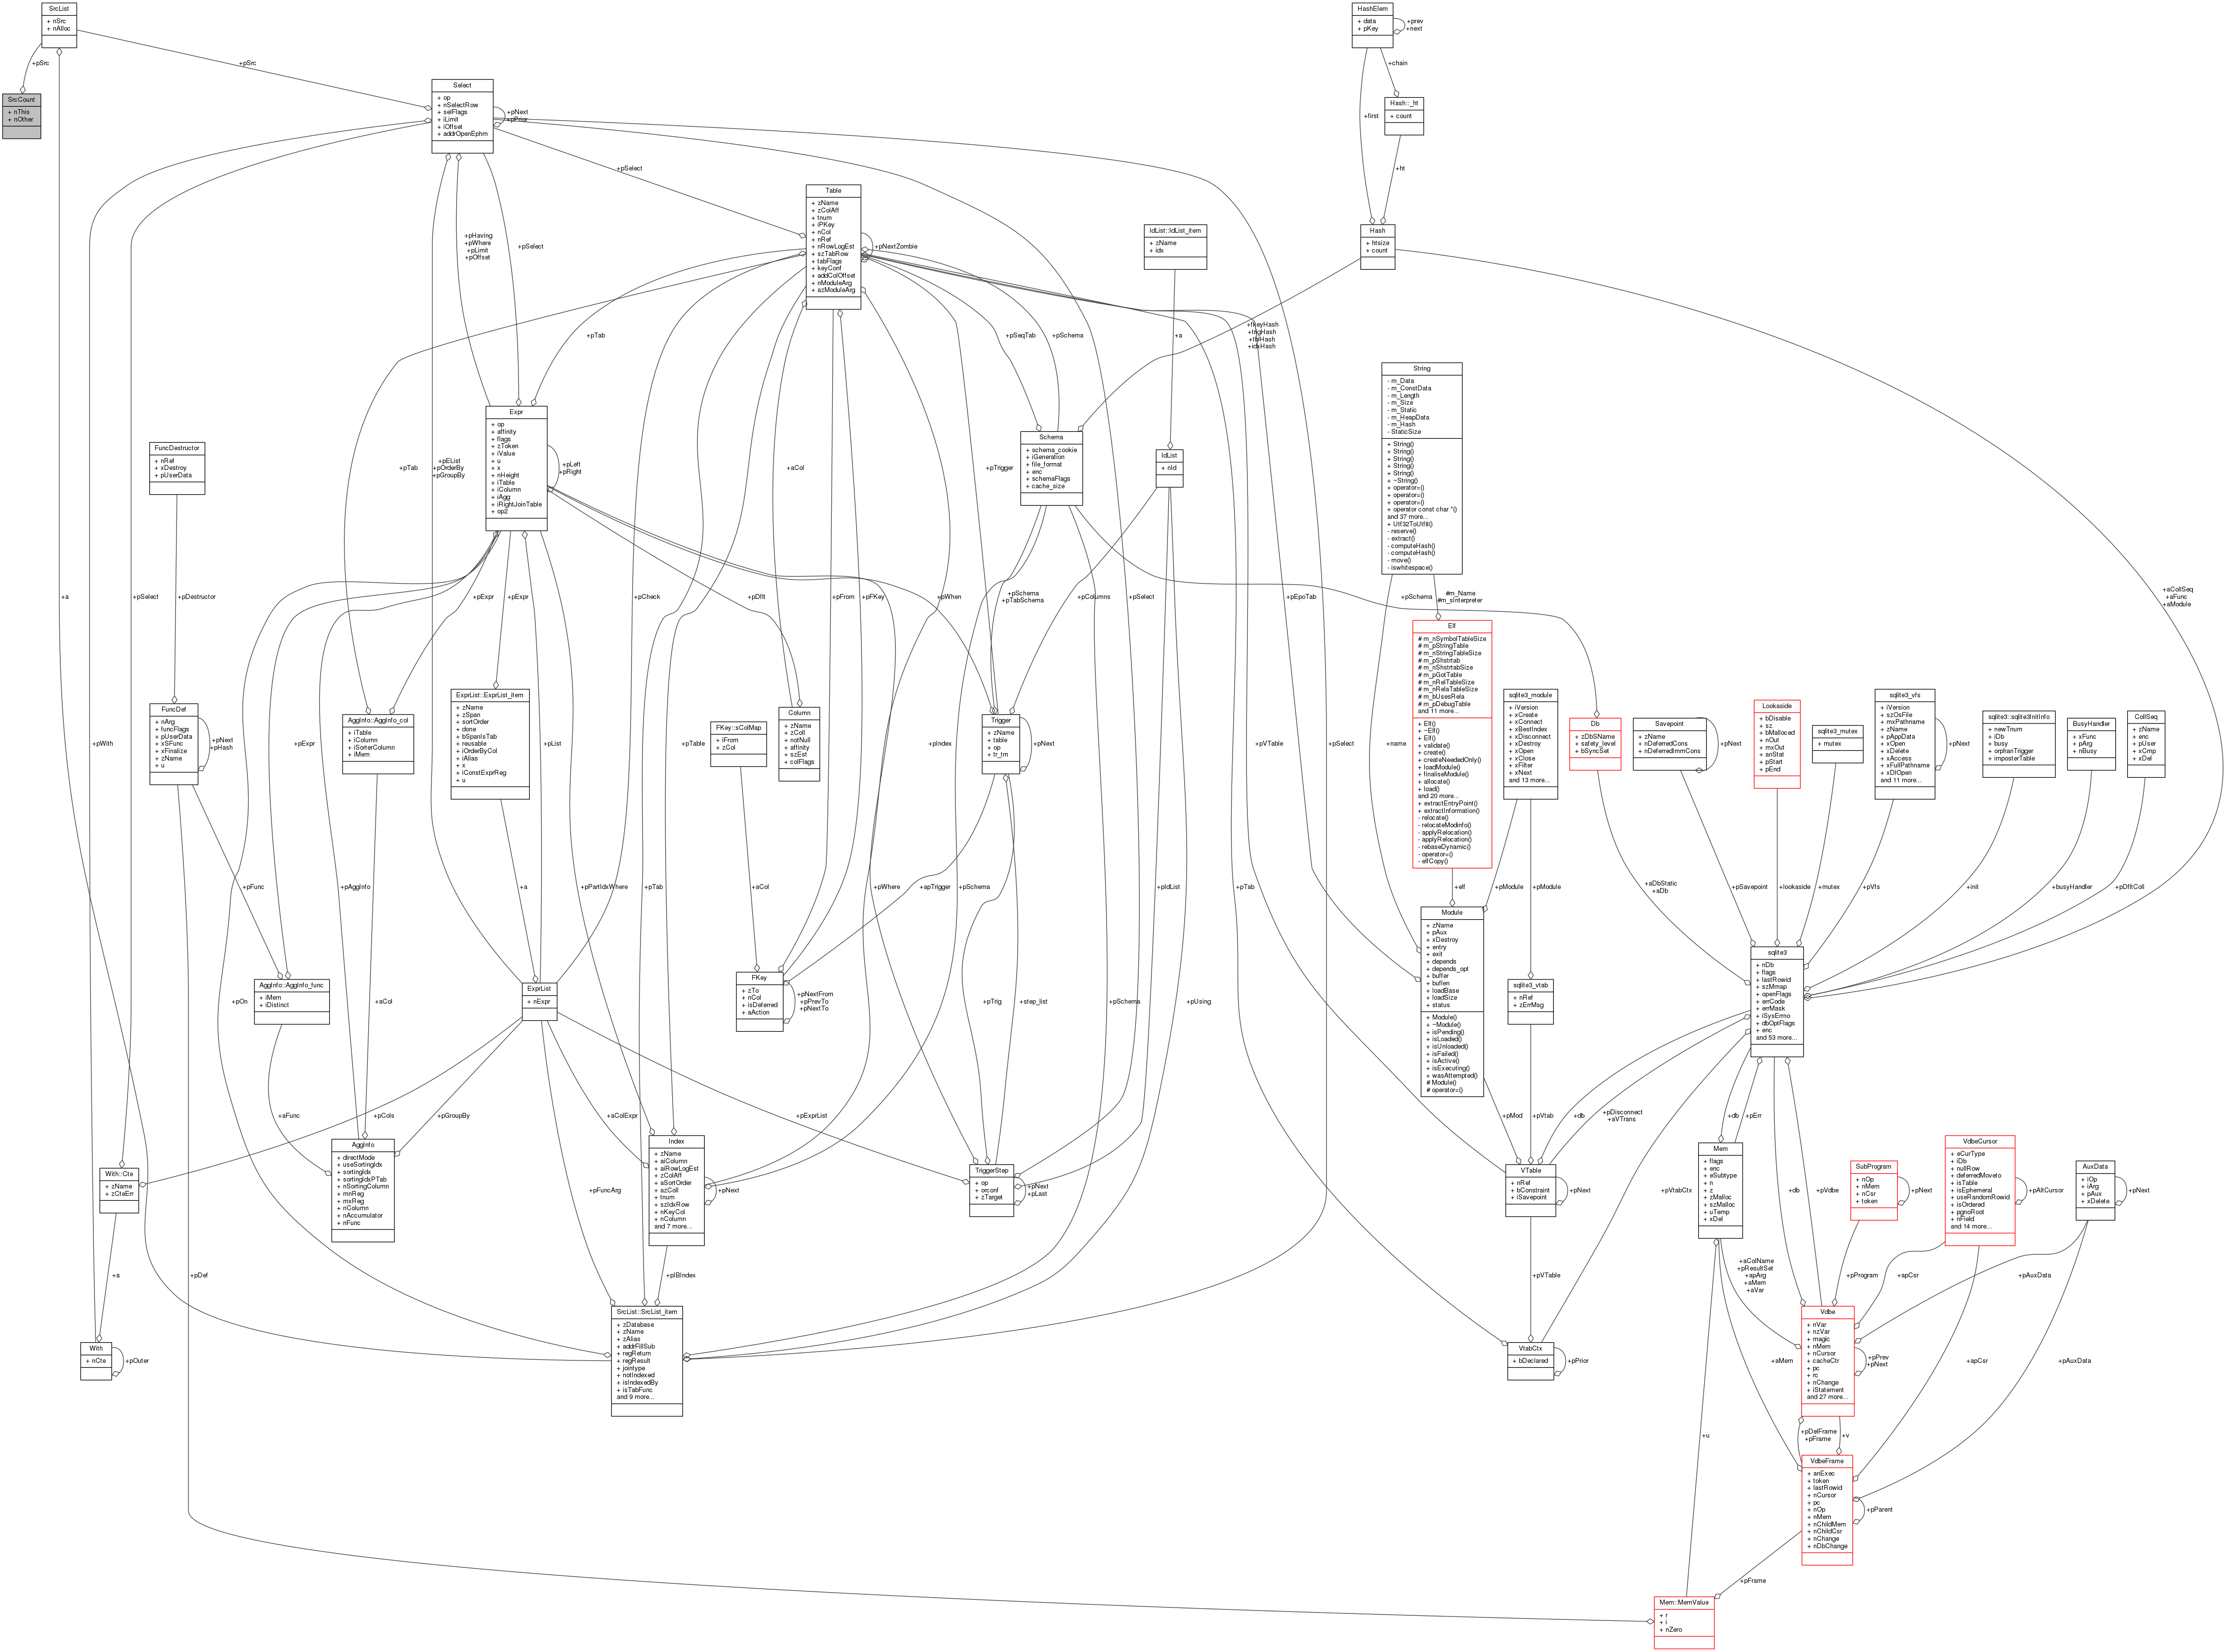 SrcList
+ nSrc
+ nAlloc
+pSrc
SrcCount
+ nThis
+ nOther
+pSrc
Select
+ op
+ nSelectRow
+ selFlags
+ iLimit
+ iOffset
+ addrOpenEphm
+pNext
+pPrior
HashElem
+ data
+ pKey
+prev
+next
+chain
Hash::_ht
+ count
+first
+ht
Hash
+ htsize
+ count
+pSelect
Table
+ zName
+ zColAff
+ tnum
+ iPKey
+ nCol
+ nRef
+ nRowLogEst
+ szTabRow
+ tabFlags
+ keyConf
+ addColOffset
+ nModuleArg
+ azModuleArg
+pNextZombie
IdList::IdList_item
+ zName
+ idx
+pHaving
+pWhere
+pLimit
+pOffset
+pSelect
+pTab
+pSeqTab
+pSchema
+a
+fkeyHash
+trigHash
+tblHash
+idxHash
String
- m_Data
- m_ConstData
- m_Length
- m_Size
- m_Static
- m_HeapData
- m_Hash
- StaticSize
+ String()
+ String()
+ String()
+ String()
+ String()
+ ~String()
+ operator=()
+ operator=()
+ operator=()
+ operator const char *()
and 37 more...
+ Utf32ToUtf8()
- reserve()
- extract()
- computeHash()
- computeHash()
- move()
- iswhitespace()
Expr
+ op
+ affinity
+ flags
+ zToken
+ iValue
+ u
+ x
+ nHeight
+ iTable
+ iColumn
+ iAgg
+ iRightJoinTable
+ op2
+pLeft
+pRight
Schema
+ schema_cookie
+ iGeneration
+ file_format
+ enc
+ schemaFlags
+ cache_size
IdList
+ nId
FuncDestructor
+ nRef
+ xDestroy
+ pUserData
+pTab
+pEList
+pOrderBy
+pGroupBy
+aCol
+pTrigger
+a
+pSelect
+pDestructor
+pExpr
+pExpr
+pDflt
+pCheck
+pFrom
+pFKey
+pWhen
+pSchema
+pTabSchema
+pColumns
+pSelect
+pEpoTab
+pSchema
#m_Name
#m_sInterpreter
+aCollSeq
+aFunc
+aModule
Elf
# m_nSymbolTableSize
# m_pStringTable
# m_nStringTableSize
# m_pShstrtab
# m_nShstrtabSize
# m_pGotTable
# m_nRelTableSize
# m_nRelaTableSize
# m_bUsesRela
# m_pDebugTable
and 11 more...
+ Elf()
+ ~Elf()
+ Elf()
+ validate()
+ create()
+ createNeededOnly()
+ loadModule()
+ finaliseModule()
+ allocate()
+ load()
and 20 more...
+ extractEntryPoint()
+ extractInformation()
- relocate()
- relocateModinfo()
- applyRelocation()
- applyRelocation()
- rebaseDynamic()
- operator=()
- elfCopy()
FuncDef
+ nArg
+ funcFlags
+ pUserData
+ xSFunc
+ xFinalize
+ zName
+ u
+pNext
+pHash
AggInfo::AggInfo_col
+ iTable
+ iColumn
+ iSorterColumn
+ iMem
ExprList::ExprList_item
+ zName
+ zSpan
+ sortOrder
+ done
+ bSpanIsTab
+ reusable
+ iOrderByCol
+ iAlias
+ x
+ iConstExprReg
+ u
FKey::sColMap
+ iFrom
+ zCol
Column
+ zName
+ zColl
+ notNull
+ affinity
+ szEst
+ colFlags
Trigger
+ zName
+ table
+ op
+ tr_tm
+pNext
sqlite3_module
+ iVersion
+ xCreate
+ xConnect
+ xBestIndex
+ xDisconnect
+ xDestroy
+ xOpen
+ xClose
+ xFilter
+ xNext
and 13 more...
Db
+ zDbSName
+ safety_level
+ bSyncSet
Savepoint
+ zName
+ nDeferredCons
+ nDeferredImmCons
+pNext
Lookaside
+ bDisable
+ sz
+ bMalloced
+ nOut
+ mxOut
+ anStat
+ pStart
+ pEnd
sqlite3_mutex
+ mutex
sqlite3_vfs
+ iVersion
+ szOsFile
+ mxPathname
+ zName
+ pAppData
+ xOpen
+ xDelete
+ xAccess
+ xFullPathname
+ xDlOpen
and 11 more...
+pNext
sqlite3::sqlite3InitInfo
+ newTnum
+ iDb
+ busy
+ orphanTrigger
+ imposterTable
BusyHandler
+ xFunc
+ pArg
+ nBusy
CollSeq
+ zName
+ enc
+ pUser
+ xCmp
+ xDel
+pWith
+pExpr
+pList
+pTable
+pIndex
+pVTable
+pSelect
+name
+pFunc
+pAggInfo
+a
+pPartIdxWhere
+pTab
+aCol
+pWhere
+apTrigger
+pSchema
+pIdList
+pTab
+elf
+pModule
+pModule
+aDbStatic
+aDb
+pSavepoint
+lookaside
+mutex
+pVfs
+init
+busyHandler
+pDfltColl
Module
+ zName
+ pAux
+ xDestroy
+ entry
+ exit
+ depends
+ depends_opt
+ buffer
+ buflen
+ loadBase
+ loadSize
+ status
+ Module()
+ ~Module()
+ isPending()
+ isLoaded()
+ isUnloaded()
+ isFailed()
+ isActive()
+ isExecuting()
+ wasAttempted()
# Module()
# operator=()
sqlite3
+ nDb
+ flags
+ lastRowid
+ szMmap
+ openFlags
+ errCode
+ errMask
+ iSysErrno
+ dbOptFlags
+ enc
and 53 more...
AggInfo::AggInfo_func
+ iMem
+ iDistinct
+aCol
+pOn
ExprList
+ nExpr
FKey
+ zTo
+ nCol
+ isDeferred
+ aAction
+pNextFrom
+pPrevTo
+pNextTo
+pTrig
+step_list
+pSchema
+pUsing
sqlite3_vtab
+ nRef
+ zErrMsg
+aFunc
+pCols
+pGroupBy
+aColExpr
+pExprList
+pMod
+pVtab
+db
+pDisconnect
+aVTrans
+db
+pErr
AggInfo
+ directMode
+ useSortingIdx
+ sortingIdx
+ sortingIdxPTab
+ nSortingColumn
+ mnReg
+ mxReg
+ nColumn
+ nAccumulator
+ nFunc
With::Cte
+ zName
+ zCteErr
+pFuncArg
Index
+ zName
+ aiColumn
+ aiRowLogEst
+ zColAff
+ aSortOrder
+ azColl
+ tnum
+ szIdxRow
+ nKeyCol
+ nColumn
and 7 more...
+pNext
TriggerStep
+ op
+ orconf
+ zTarget
+pNext
+pLast
VTable
+ nRef
+ bConstraint
+ iSavepoint
+pNext
+pVtabCtx
Mem
+ flags
+ enc
+ eSubtype
+ n
+ z
+ zMalloc
+ szMalloc
+ uTemp
+ xDel
+db
+pVdbe
SubProgram
+ nOp
+ nMem
+ nCsr
+ token
+pNext
VdbeCursor
+ eCurType
+ iDb
+ nullRow
+ deferredMoveto
+ isTable
+ isEphemeral
+ useRandomRowid
+ isOrdered
+ pgnoRoot
+ nField
and 14 more...
+pAltCursor
AuxData
+ iOp
+ iArg
+ pAux
+ xDelete
+pNext
+a
+pDef
+pIBIndex
+pVTable
+aColName
+pResultSet
+apArg
+aMem
+aVar
+pProgram
+apCsr
+pAuxData
SrcList::SrcList_item
+ zDatabase
+ zName
+ zAlias
+ addrFillSub
+ regReturn
+ regResult
+ jointype
+ notIndexed
+ isIndexedBy
+ isTabFunc
and 9 more...
With
+ nCte
+pOuter
VtabCtx
+ bDeclared
+pPrior
Vdbe
+ nVar
+ nzVar
+ magic
+ nMem
+ nCursor
+ cacheCtr
+ pc
+ rc
+ nChange
+ iStatement
and 27 more...
+pPrev
+pNext
+aMem
+apCsr
+pAuxData
+u
+pDelFrame
+pFrame
+v
VdbeFrame
+ anExec
+ token
+ lastRowid
+ nCursor
+ pc
+ nOp
+ nMem
+ nChildMem
+ nChildCsr
+ nChange
+ nDbChange
+pParent
+pFrame
Mem::MemValue
+ r
+ i
+ nZero